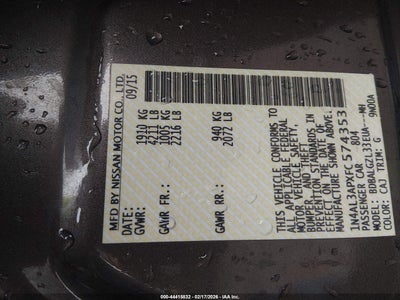 MFD BY NISSAN MOTOR CO., LTD.
DATE: 09/15
GVWR: 1910 KG
4211 LB
GAWR FR.: 1005 KG
2216 LB
GAWR RR.: 940 KG
2072 LB
THIS VEHICLE CONFORMS TO
ALL APPLICABLE FEDERAL
MOTOR VEHICLE SAFETY,
BUMPER, AND THEFT
PREVENTION STANDARDS IN
EFFECT ON THE DATE OF
MANUFACTURE SHOWN ABOVE.
1N4AL3APXFC574353
PASSENGER CAR 8D4
MODEL: BDBALGZL33EUA---MH
COLOR: CAJ TRIM: G 9N00A
000-44416832 - 02/17/2026 - IAA Inc.